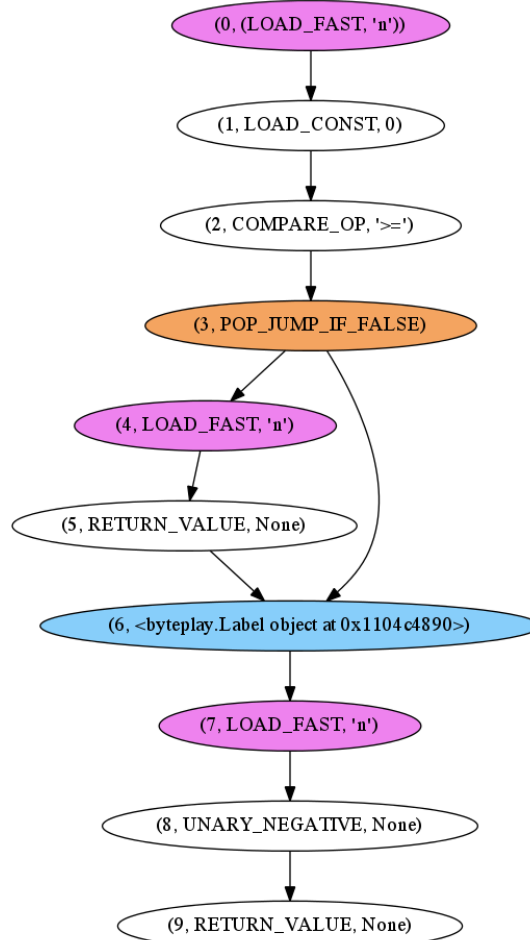 (0, (LOAD_FAST, 'n'))
(1, LOAD_CONST, 0)
(2, COMPARE_OP, '>=')
(3, POP_JUMP_IF_FALSE)
(4, LOAD_FAST, 'n')
(5, RETURN_VALUE, None)
(6, <byteplay.Label object at 0x1104c4890>)
(7, LOAD_FAST, 'n')
(8, UNARY_NEGATIVE, None)
(9, RETURN_VALUE, None)